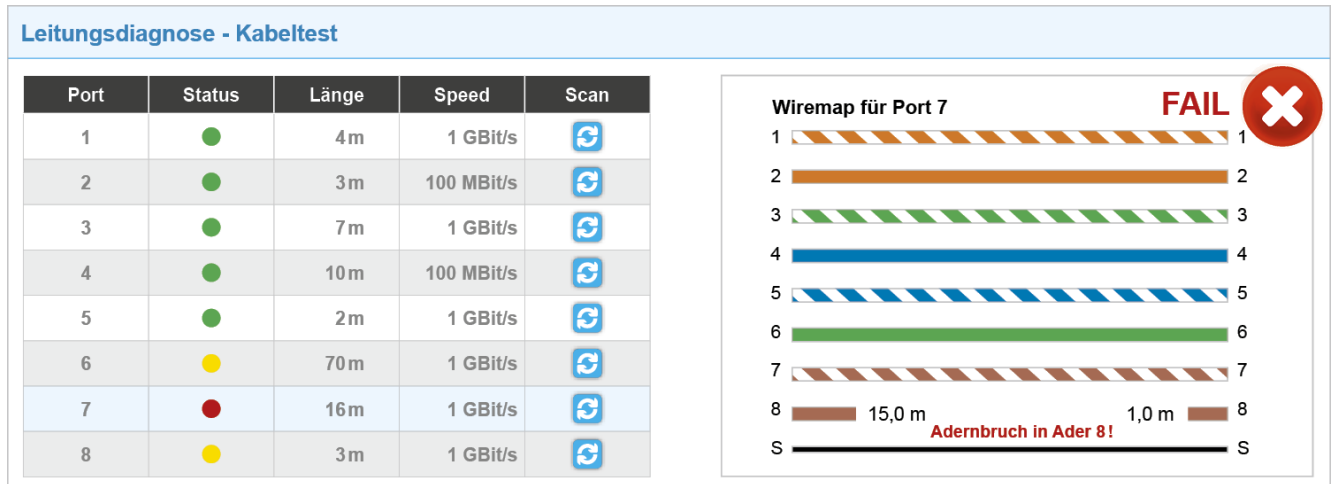 Leitungsdiagnose - Kabeltest
Port Status Länge Speed Scan
1 4 m 1 GBit/s
2 3 m 100 MBit/s
3 7 m 1 GBit/s
4 10 m 100 MBit/s
5 2 m 1 GBit/s
6 70 m 1 GBit/s
7 16 m 1 GBit/s
8 3 m 1 GBit/s
Wiremap für Port 7 FAIL
1 1
2 2
3 3
4 4
5 5
6 6
7 7
8 15,0 m 1,0 m 8
Adernbruch in Ader 8!
S S